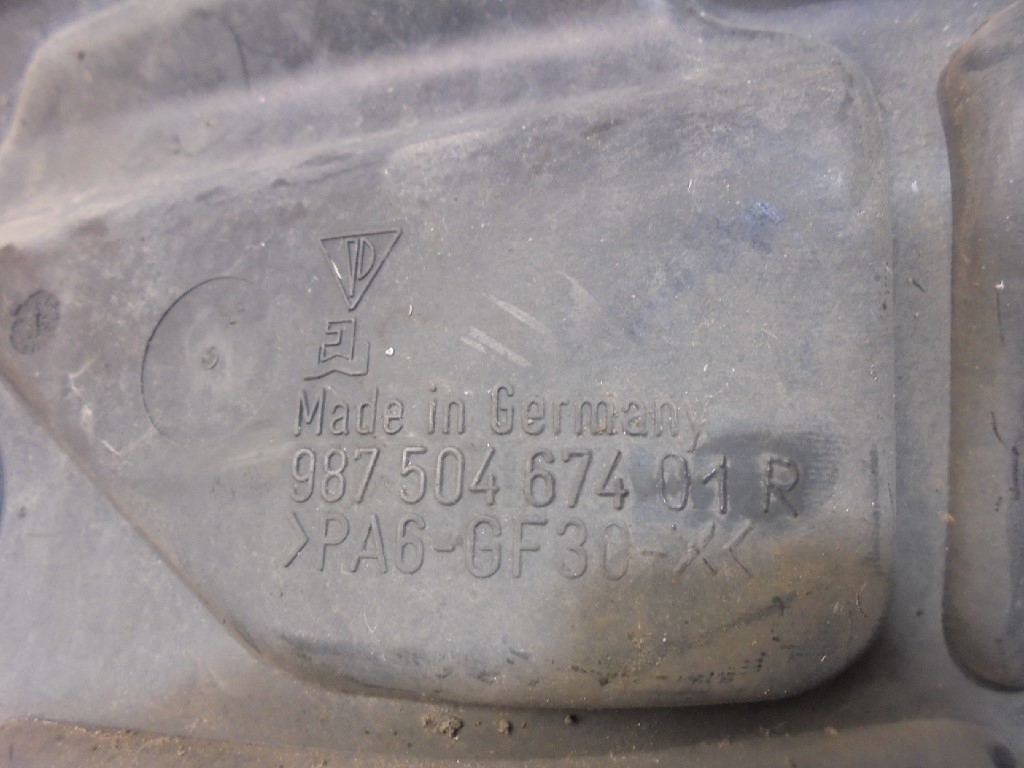 Made in Germany
987 504 674 01 R
>PA6-GF30-X<